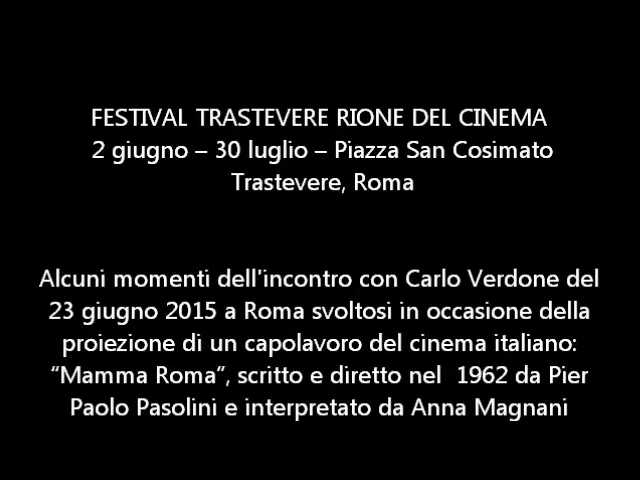 FESTIVAL TRASTEVERE RIONE DEL CINEMA
2 giugno – 30 luglio – Piazza San Cosimato
Trastevere, Roma
Alcuni momenti dell'incontro con Carlo Verdone del
23 giugno 2015 a Roma svoltosi in occasione della
proiezione di un capolavoro del cinema italiano:
“Mamma Roma”, scritto e diretto nel  1962 da Pier
Paolo Pasolini e interpretato da Anna Magnani